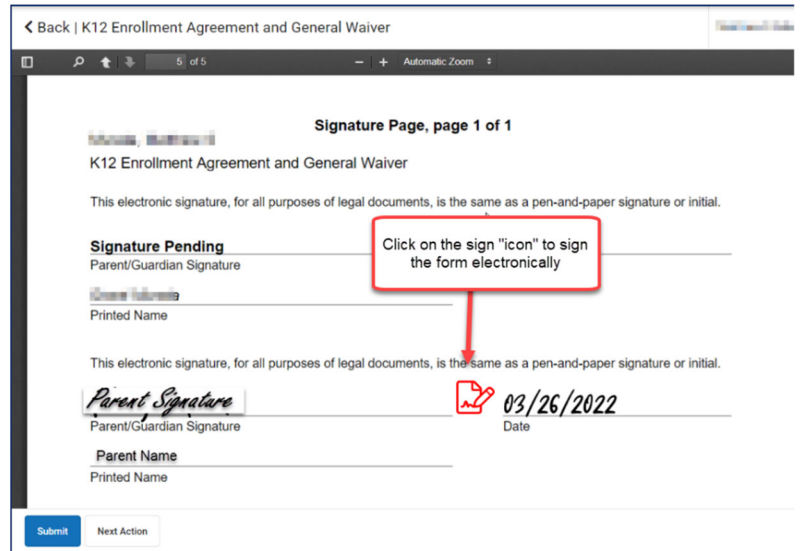 Back | K12 Enrollment Agreement and General Waiver
5 of 5
Automatic Zoom
Signature Page, page 1 of 1
K12 Enrollment Agreement and General Waiver
This electronic signature, for all purposes of legal documents, is the same as a pen-and-paper signature or initial.
Click on the sign "icon" to sign
the form electronically
Signature Pending
Parent/Guardian Signature
Printed Name
This electronic signature, for all purposes of legal documents, is the same as a pen-and-paper signature or initial.
Parent Signature 03/26/2022
Parent/Guardian Signature Date
Parent Name
Printed Name
Submit Next Action